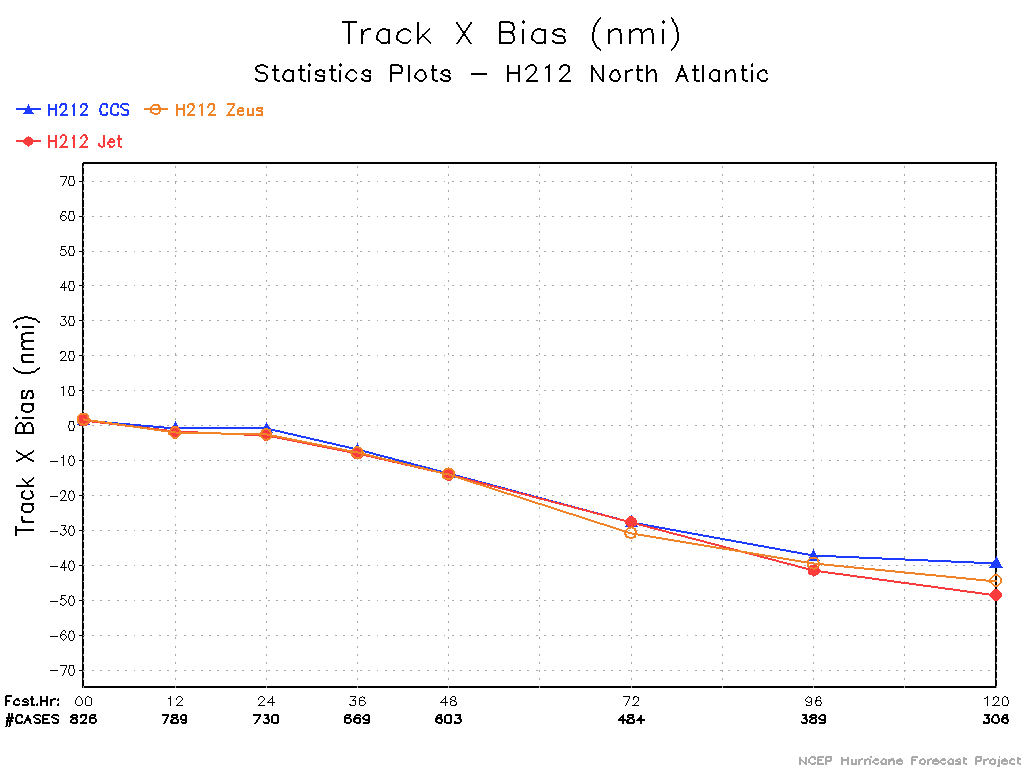 Track X Bias (nmi)
Statistics Plots – H212 North Atlantic
H212 CCS H212 Zeus
H212 Jet
Track X Bias (nmi)
70
60
50
40
30
20
10
0
−10
−20
−30
−40
−50
−60
−70
Fcst.Hr: 00 12 24 36 48 72 96 120
#CASES 826 789 730 669 603 484 389 306
NCEP Hurricane Forecast Project